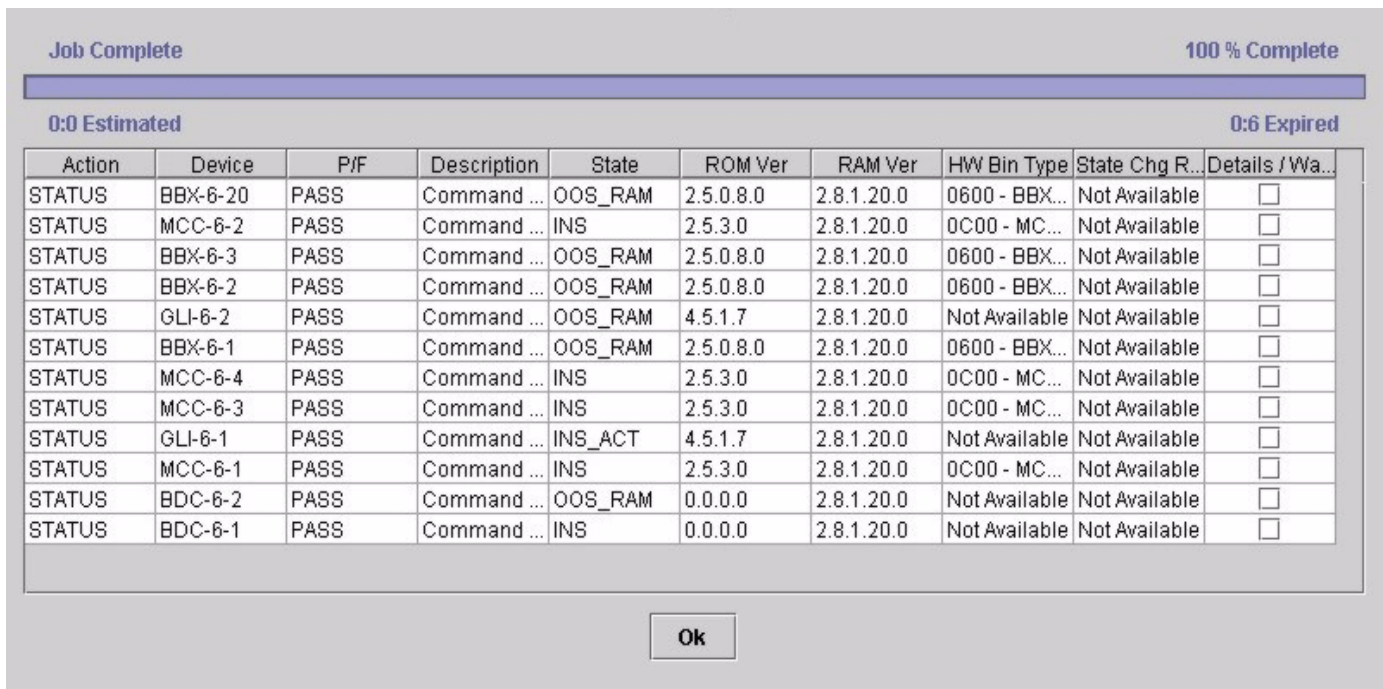 Job Complete 100 % Complete
0:0 Estimated 0:6 Expired
Action Device P/F Description State ROM Ver RAM Ver HW Bin Type State Chg R... Details / Wa...
STATUS BBX-6-20 PASS Command ... OOS_RAM 2.5.0.8.0 2.8.1.20.0 0600 - BBX... Not Available
STATUS MCC-6-2 PASS Command ... INS 2.5.3.0 2.8.1.20.0 0C00 - MC... Not Available
STATUS BBX-6-3 PASS Command ... OOS_RAM 2.5.0.8.0 2.8.1.20.0 0600 - BBX... Not Available
STATUS BBX-6-2 PASS Command ... OOS_RAM 2.5.0.8.0 2.8.1.20.0 0600 - BBX... Not Available
STATUS GLI-6-2 PASS Command ... OOS_RAM 4.5.1.7 2.8.1.20.0 Not Available Not Available
STATUS BBX-6-1 PASS Command ... OOS_RAM 2.5.0.8.0 2.8.1.20.0 0600 - BBX... Not Available
STATUS MCC-6-4 PASS Command ... INS 2.5.3.0 2.8.1.20.0 0C00 - MC... Not Available
STATUS MCC-6-3 PASS Command ... INS 2.5.3.0 2.8.1.20.0 0C00 - MC... Not Available
STATUS GLI-6-1 PASS Command ... INS_ACT 4.5.1.7 2.8.1.20.0 Not Available Not Available
STATUS MCC-6-1 PASS Command ... INS 2.5.3.0 2.8.1.20.0 0C00 - MC... Not Available
STATUS BDC-6-2 PASS Command ... OOS_RAM 0.0.0.0 2.8.1.20.0 Not Available Not Available
STATUS BDC-6-1 PASS Command ... INS 0.0.0.0 2.8.1.20.0 Not Available Not Available
Ok